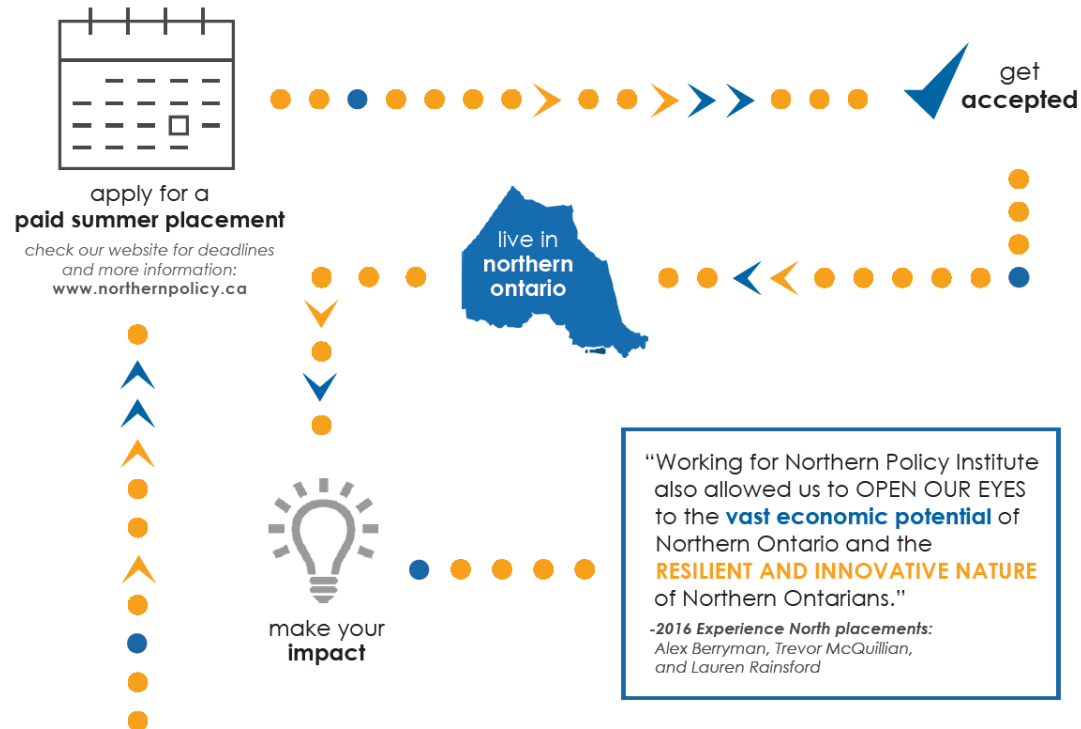 apply for a
paid summer placement
check our website for deadlines
and more information:
www.northernpolicy.ca
get
accepted
live in
northern
ontario
make your
impact
“Working for Northern Policy Institute
also allowed us to OPEN OUR EYES
to the vast economic potential of
Northern Ontario and the
RESILIENT AND INNOVATIVE NATURE
of Northern Ontarians.”
-2016 Experience North placements:
Alex Berryman, Trevor McQuillian,
and Lauren Rainsford